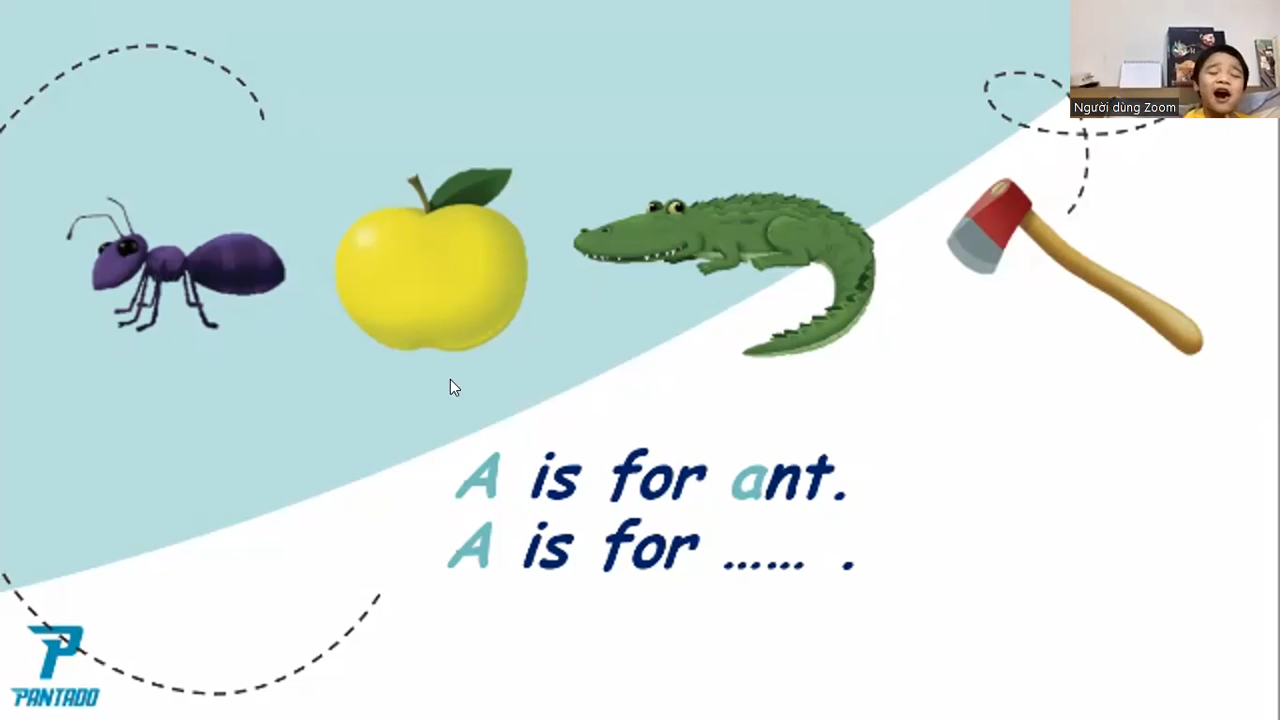 Người dùng Zoom
A is for ant.
A is for ...... .
PANTADO